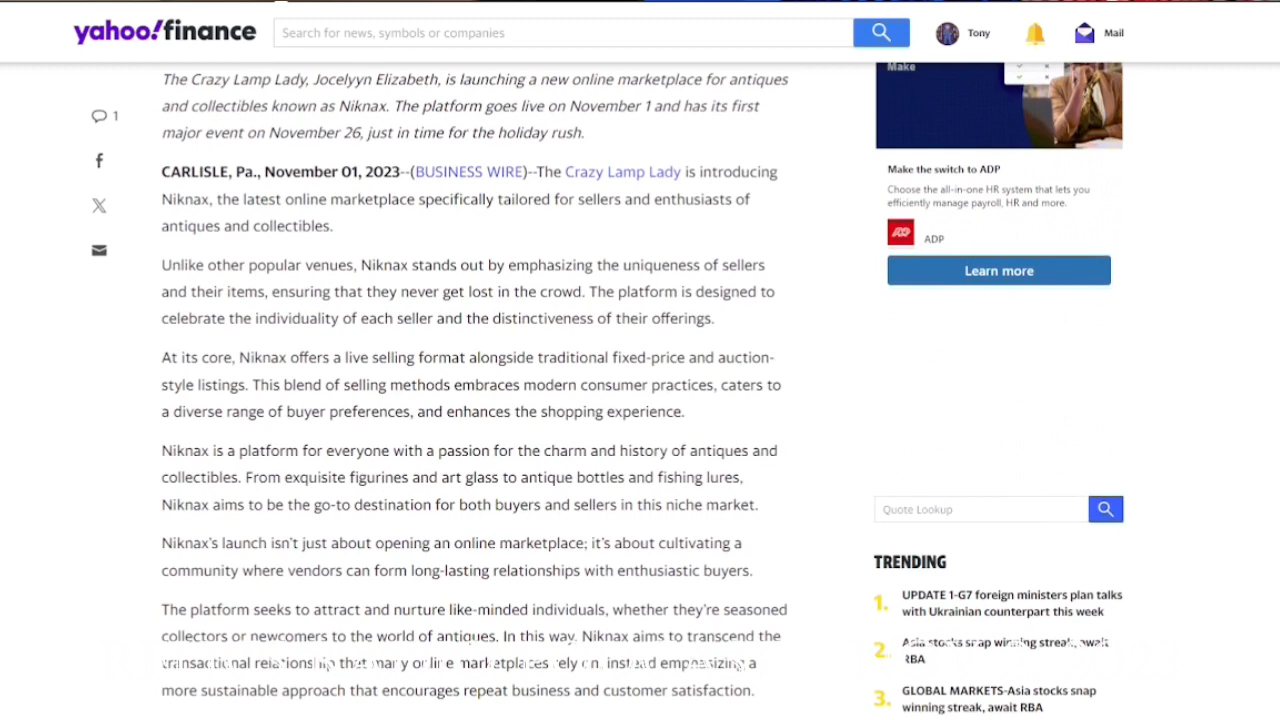 yahoo!finance
Search for news, symbols or companies
Tony
Mail
The Crazy Lamp Lady, Jocelyyn Elizabeth, is launching a new online marketplace for antiques
and collectibles known as Niknax. The platform goes live on November 1 and has its first
major event on November 26, just in time for the holiday rush.
1
CARLISLE, Pa., November 01, 2023--(BUSINESS WIRE)--The Crazy Lamp Lady is introducing
Niknax, the latest online marketplace specifically tailored for sellers and enthusiasts of
antiques and collectibles.
Unlike other popular venues, Niknax stands out by emphasizing the uniqueness of sellers
and their items, ensuring that they never get lost in the crowd. The platform is designed to
celebrate the individuality of each seller and the distinctiveness of their offerings.
At its core, Niknax offers a live selling format alongside traditional fixed-price and auction-
style listings. This blend of selling methods embraces modern consumer practices, caters to
a diverse range of buyer preferences, and enhances the shopping experience.
Niknax is a platform for everyone with a passion for the charm and history of antiques and
collectibles. From exquisite figurines and art glass to antique bottles and fishing lures,
Niknax aims to be the go-to destination for both buyers and sellers in this niche market.
Niknax's launch isn't just about opening an online marketplace; it's about cultivating a
community where vendors can form long-lasting relationships with enthusiastic buyers.
The platform seeks to attract and nurture like-minded individuals, whether they're seasoned
collectors or newcomers to the world of antiques. In this way, Niknax aims to transcend the
transactional relationship that many online marketplaces rely on, instead emphasizing a
more sustainable approach that encourages repeat business and customer satisfaction.
Make
Make the switch to ADP
Choose the all-in-one HR system that lets you
efficiently manage payroll, HR and more.
ADP
ADP
Learn more
Quote Lookup
TRENDING
1. UPDATE 1-G7 foreign ministers plan talks
with Ukrainian counterpart this week
2. Asia stocks snap winning streak, await
RBA
3. GLOBAL MARKETS-Asia stocks snap
winning streak, await RBA